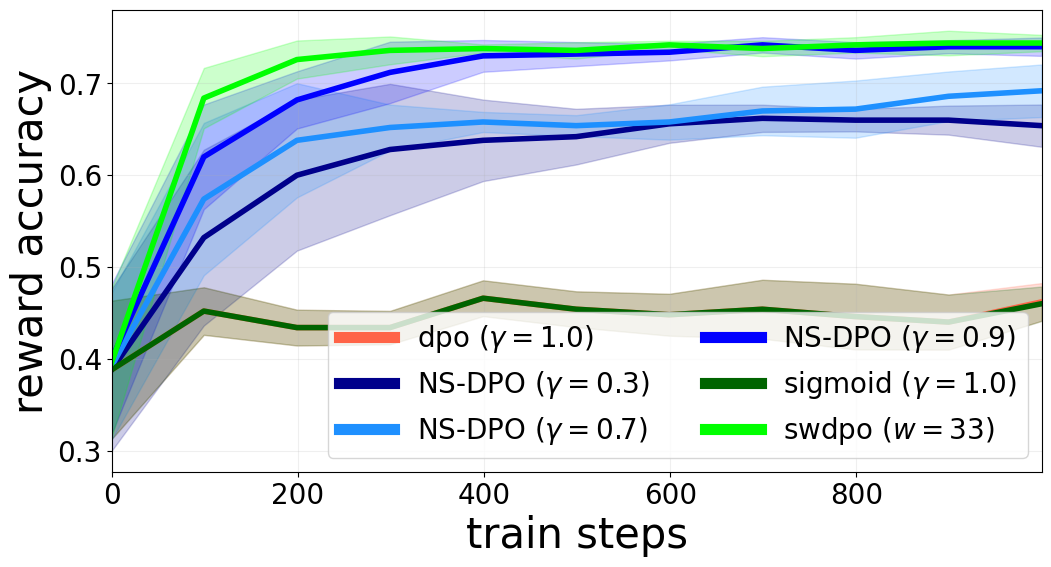 reward accuracy
0.7
0.6
0.5
0.4
0.3
0
200
400
600
800
train steps
dpo (γ = 1.0)
NS-DPO (γ = 0.3)
NS-DPO (γ = 0.7)
NS-DPO (γ = 0.9)
sigmoid (γ = 1.0)
swdpo (w = 33)